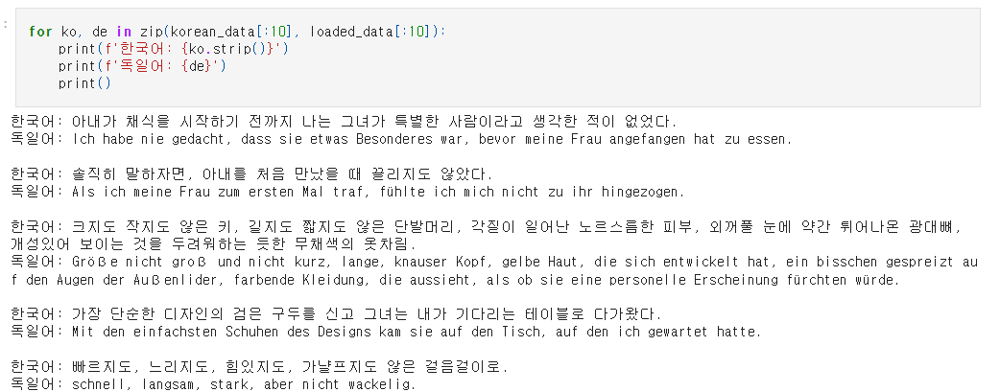 :
for ko, de in zip(korean_data[:10], loaded_data[:10]):
    print(f'한국어: {ko.strip()}')
    print(f'독일어: {de}')
    print()
한국어: 아내가 채식을 시작하기 전까지 나는 그녀가 특별한 사람이라고 생각한 적이 없었다.
독일어: Ich habe nie gedacht, dass sie etwas Besonderes war, bevor meine Frau angefangen hat zu essen.
한국어: 솔직히 말하자면, 아내를 처음 만났을 때 끌리지도 않았다.
독일어: Als ich meine Frau zum ersten Mal traf, fühlte ich mich nicht zu ihr hingezogen.
한국어: 크지도 작지도 않은 키, 길지도 짧지도 않은 단발머리, 각질이 일어난 노르스름한 피부, 외꺼풀 눈에 약간 튀어나온 광대뼈,
개성있어 보이는 것을 두려워하는 듯한 무채색의 옷차림.
독일어: Größe nicht groß und nicht kurz, lange, knauser Kopf, gelbe Haut, die sich entwickelt hat, ein bisschen gespreizt au
f den Augen der Außenlider, farbende Kleidung, die aussieht, als ob sie eine personelle Erscheinung fürchten würde.
한국어: 가장 단순한 디자인의 검은 구두를 신고 그녀는 내가 기다리는 테이블로 다가왔다.
독일어: Mit den einfachsten Schuhen des Designs kam sie auf den Tisch, auf den ich gewartet hatte.
한국어: 빠르지도, 느리지도, 힘있지도, 가냘프지도 않은 걸음걸이로.
독일어: schnell, langsam, stark, aber nicht wackelig.